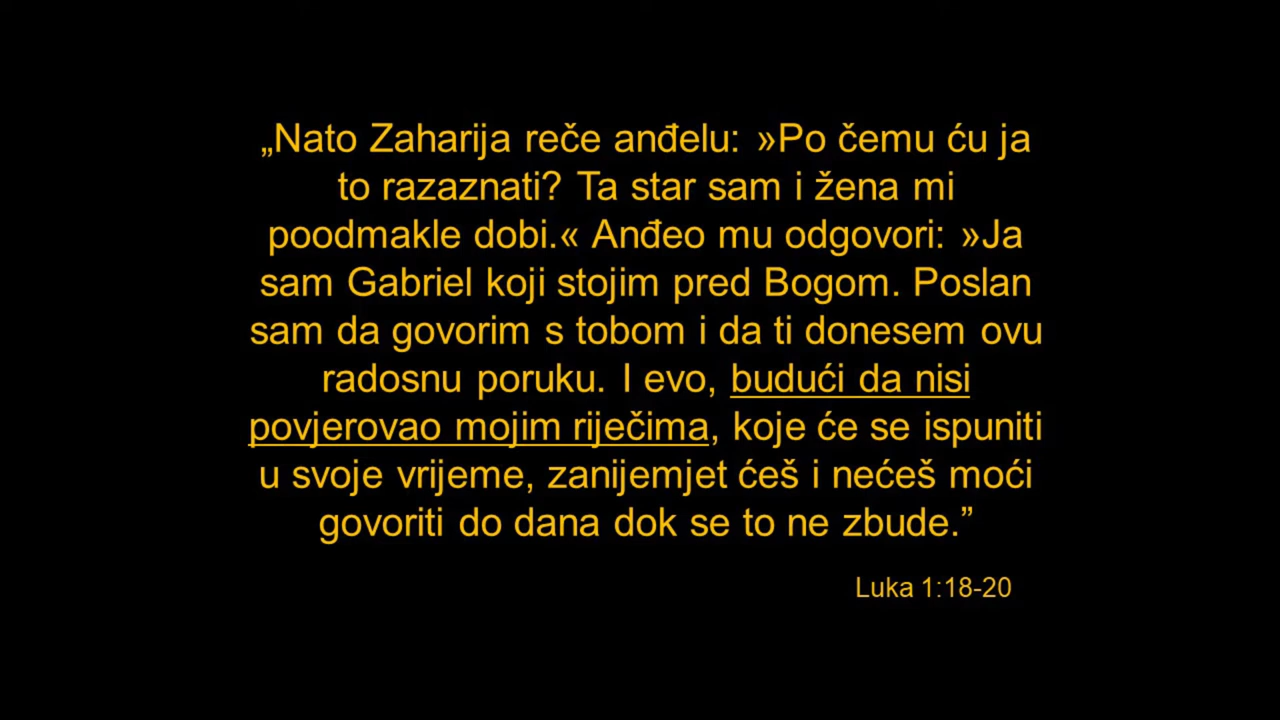 „Nato Zaharija reče anđelu: »Po čemu ću ja
to razaznati? Ta star sam i žena mi
poodmakle dobi.« Anđeo mu odgovori: »Ja
sam Gabriel koji stojim pred Bogom. Poslan
sam da govorim s tobom i da ti donesem ovu
radosnu poruku. I evo, budući da nisi
povjerovao mojim riječima, koje će se ispuniti
u svoje vrijeme, zanijemjet ćeš i nećeš moći
govoriti do dana dok se to ne zbude.”
Luka 1:18-20